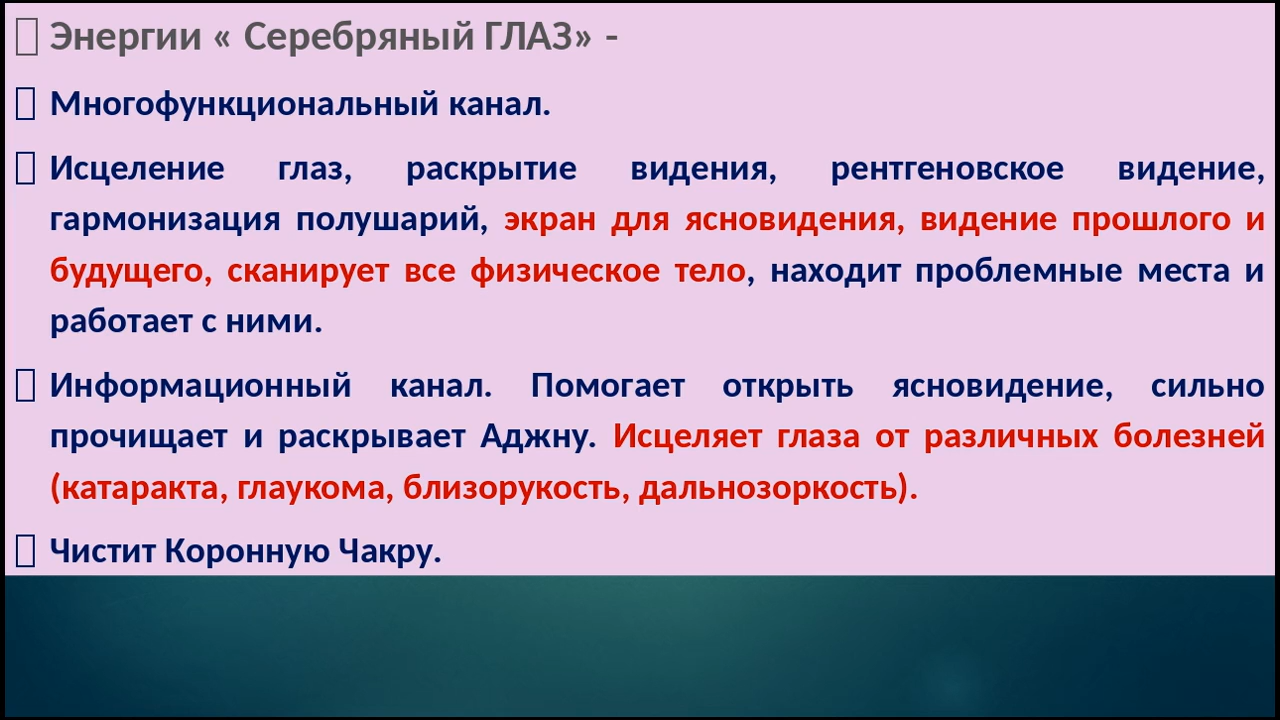 Энергии « Серебряный ГЛАЗ» -
Многофункциональный канал.
Исцеление глаз, раскрытие видения, рентгеновское видение,
гармонизация полушарий, экран для ясновидения, видение прошлого и
будущего, сканирует все физическое тело, находит проблемные места и
работает с ними.
Информационный канал. Помогает открыть ясновидение, сильно
прочищает и раскрывает Аджну. Исцеляет глаза от различных болезней
(катаракта, глаукома, близорукость, дальнозоркость).
Чистит Коронную Чакру.